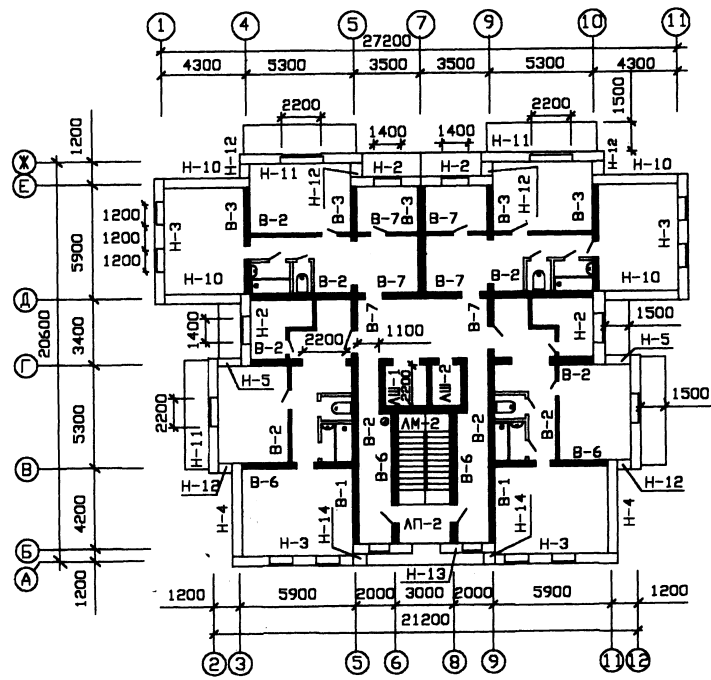 1 4 5 7 9 10 11
27200
4300 5300 3500 3500 5300 4300
2200 2200
1500
1400 1400
1200
Н-12 Н-11 Н-2 Н-2 Н-11 Н-12
Ж
Н-10 Н-11 Н-12 Н-12 Н-10
Е
1200 Н-3 В-3 В-2 В-3 В-7 В-7 В-3 В-3 Н-3
1200
1200
5900
Н-10 В-2 В-7 В-7 В-2 Н-10
Д
20600
3400
1400 Н-2 В-2 2200 В-7 1100 В-7 Н-2 1500
Г
Н-5 ЛШ-1 2200 ЛШ-2 В-2 Н-5
2200 Н-11 В-2 В-2 ЛМ-2 В-2 В-2 1500
5300
В-6 В-6 В-6 В-6
В
Н-12 Н-12
Н-4 В-1 Н-14 ЛП-2 В-1 Н-14 Н-4
4200
Н-3 Н-3
Б
Н-13
А
1200
1200 5900 2000 3000 2000 5900 1200
21200
2 3 5 6 8 9 11 12